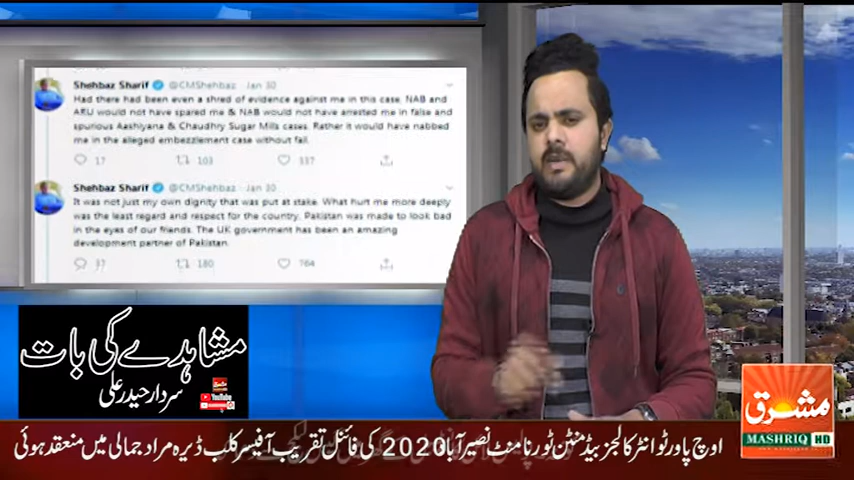 Shehbaz Sharif @CMShehbaz · Jan 30
Had there had been even a shred of evidence against me in this case, NAB and
ARU would not have spared me & NAB would not have arrested me in false and
spurious Aashiyana & Chaudhry Sugar Mills cases. Rather it would have nabbed
me in the alleged embezzlement case without fail.
17 103 337
Shehbaz Sharif @CMShehbaz · Jan 30
It was not just my own dignity that was put at stake. What hurt me more deeply
was the least regard and respect for the country. Pakistan was made to look bad
in the eyes of our friends. The UK government has been an amazing
development partner of Pakistan.
37 180 764
مشاہدے کی بات
سردار حیدر علی
YouTube
مشرق
MASHRIQ HD
اوچ پاور ٹو انٹر کالجز بیڈمنٹن ٹورنامنٹ نصیر آباد 2020 کی فائنل تقریب آفیسر کلب ڈیرہ مراد جمالی میں منعقد ہوئی